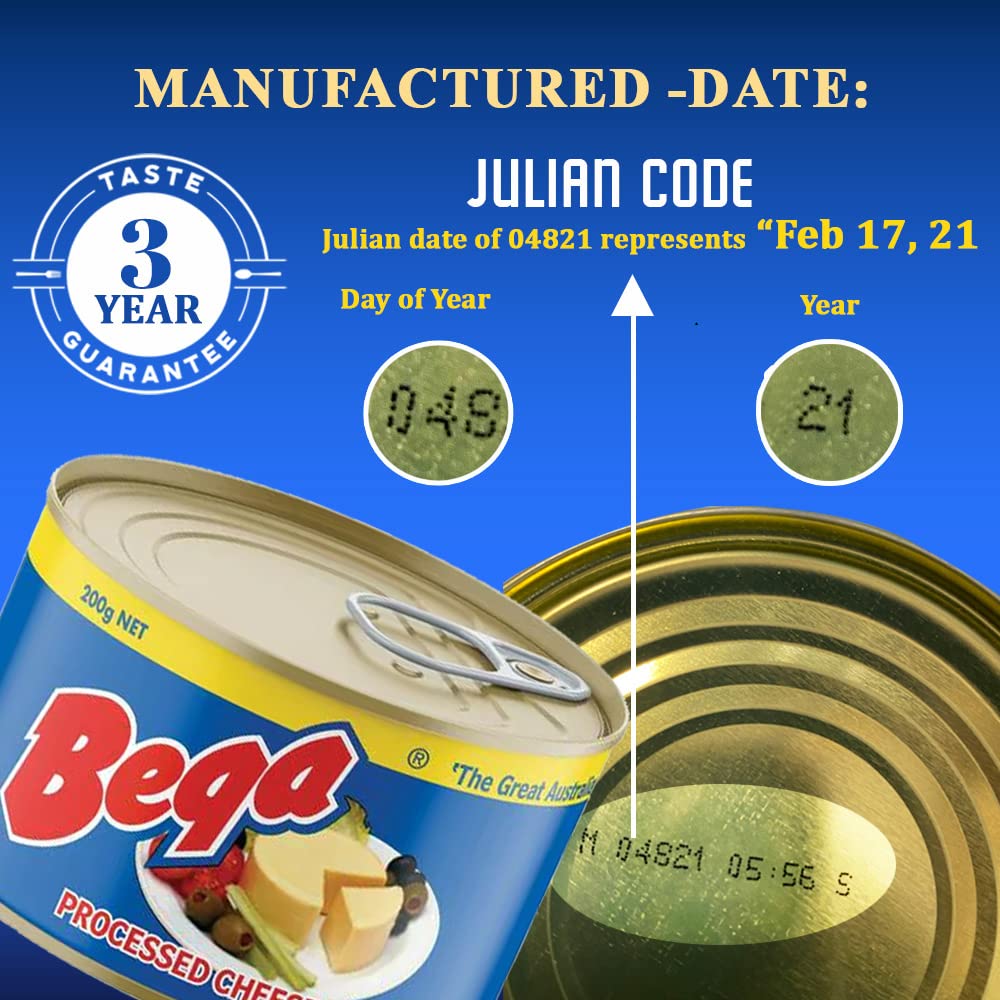 MANUFACTURED -DATE:
TASTE
3
YEAR
GUARANTEE
JULIAN CODE
Julian date of 04821 represents “Feb 17, 21
Day of Year
Year
048
21
200g NET
Bega
®
'The Great Australia
PROCESSED CHEES
M 04821 05:56 S